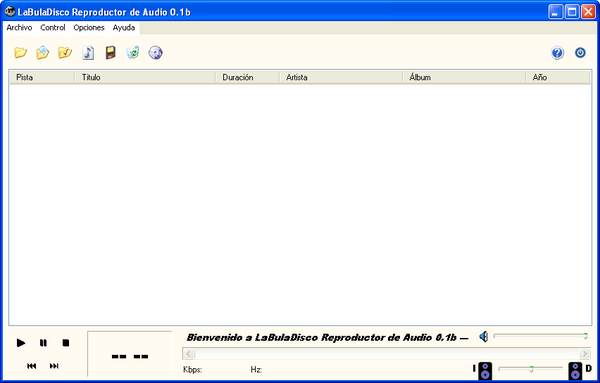 LaBulaDisco Reproductor de Audio 0.1b
Archivo Control Opciones Ayuda
Pista Título Duración Artista Álbum Año
Bienvenido a LaBulaDisco Reproductor de Audio 0.1b —
-- --
Kbps: Hz: I D